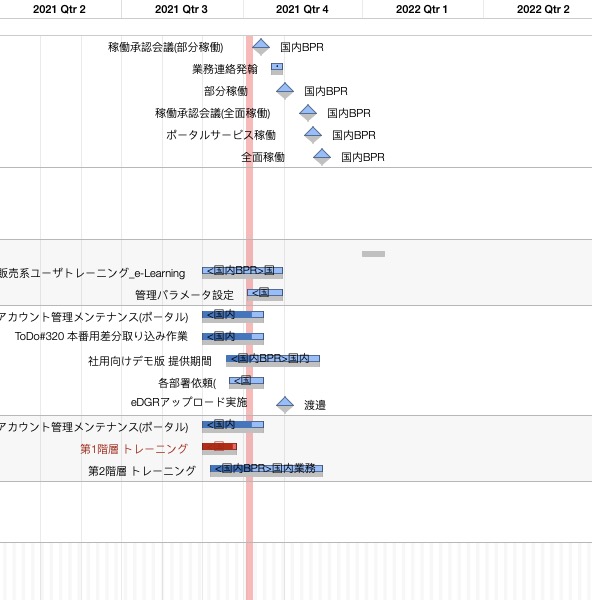 2021 Qtr 2 2021 Qtr 3 2021 Qtr 4 2022 Qtr 1 2022 Qtr 2
稼働承認会議(部分稼働) 国内BPR
業務連絡発翰
部分稼働 国内BPR
稼働承認会議(全面稼働) 国内BPR
ポータルサービス稼働 国内BPR
全面稼働 国内BPR
販売系ユーザトレーニング_e-Learning <国内BPR>国
管理パラメータ設定 <国
アカウント管理メンテナンス(ポータル) <国内
ToDo#320 本番用差分取り込み作業 <国内
社用向けデモ版 提供期間 <国内BPR>国内
各部署依頼( <国
eDGRアップロード実施 渡邉
アカウント管理メンテナンス(ポータル) <国内
第1階層 トレーニング
第2階層 トレーニング <国内BPR>国内業務